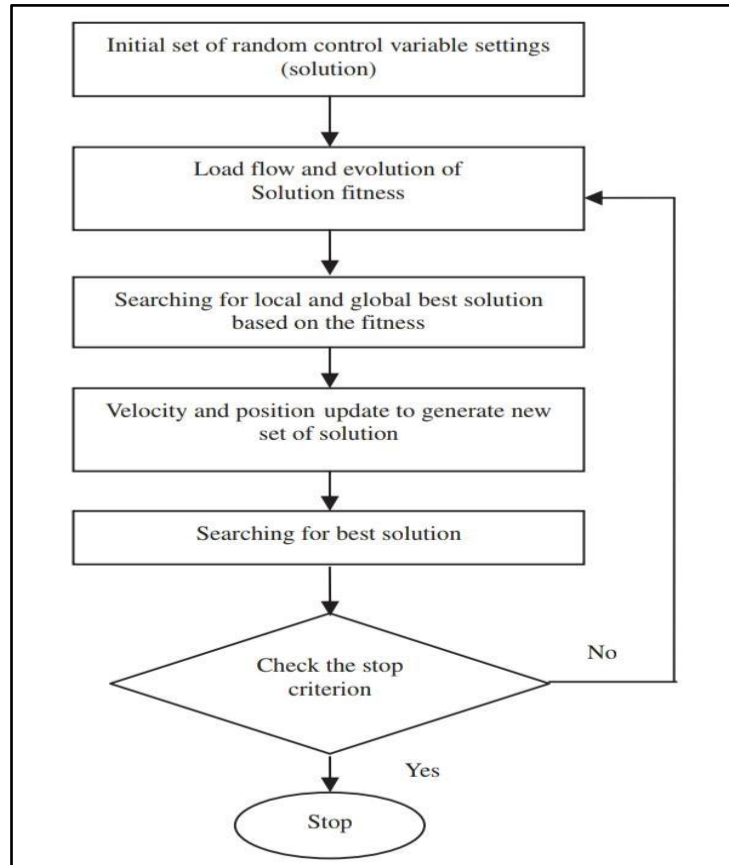 Initial set of random control variable settings
(solution)
Load flow and evolution of
Solution fitness
Searching for local and global best solution
based on the fitness
Velocity and position update to generate new
set of solution
Searching for best solution
Check the stop
criterion
No
Yes
Stop